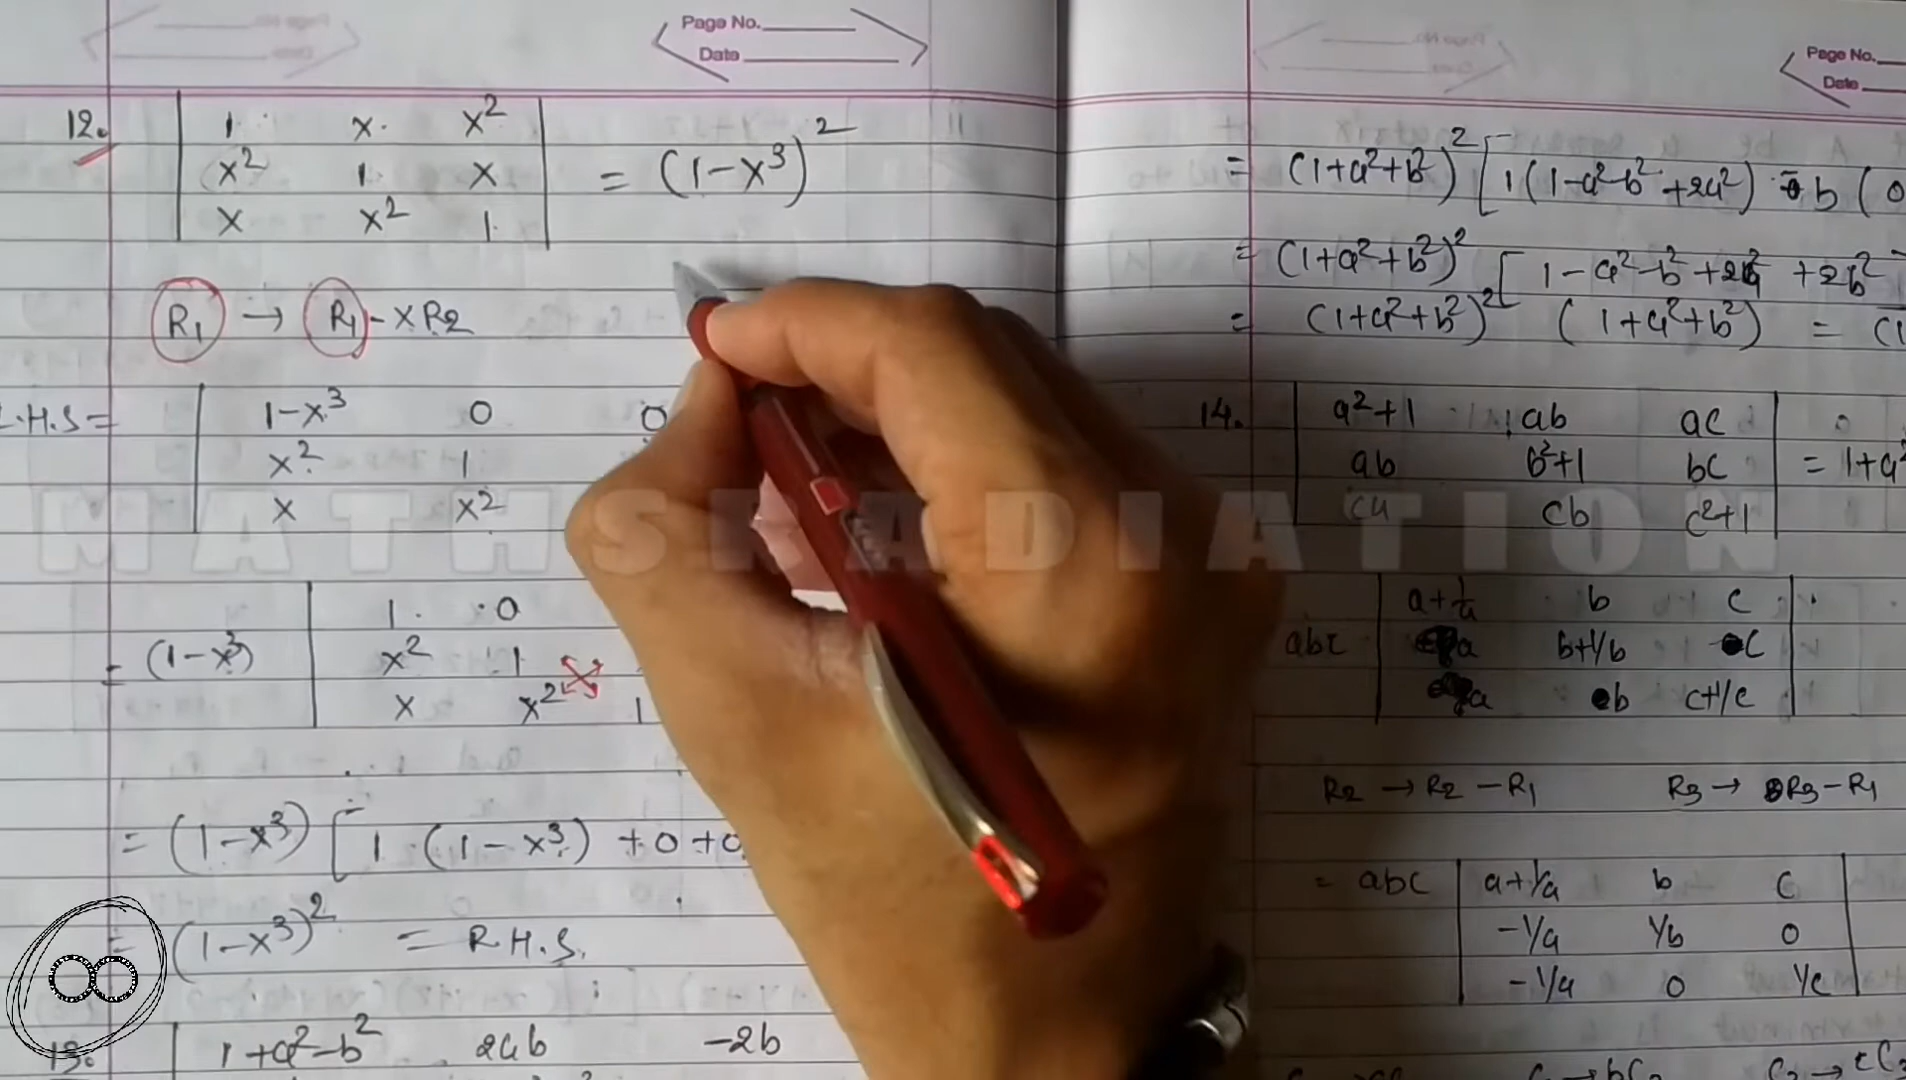 Page No.
Date
12. | 1 x x² |
| x² 1 x | = (1-x³)²
| x x² 1 |
R₁ → R₁ - xR₂
L.H.S = | 1-x³ 0 0
| x² 1
| x x²
| 1 0
= (1-x³) | x² 1
| x x² 1
= (1-x³) [ 1 (1-x³) +0 +0
= (1-x³)² = R.H.S.
13. | 1+a²-b² 2ab -2b
Page No.
Date
= (1+a²+b²)² [ 1(1-a²-b²+2a²) - b (0
= (1+a²+b²)² [ 1-a²-b²+2a² +2b²
= (1+a²+b²)² (1+a²+b²) = (1
14. | a²+1 ab ac |
| ab b²+1 bc | = 1+a²
| ca cb c²+1 |
| a+1/a b c |
abc | a b+1/b c |
| a b c+1/c |
R₂ → R₂ - R₁ R₃ → R₃ - R₁
= abc | a+1/a b c |
| -1/a 1/b 0 |
| -1/a 0 1/c |
MATHS RADIATION